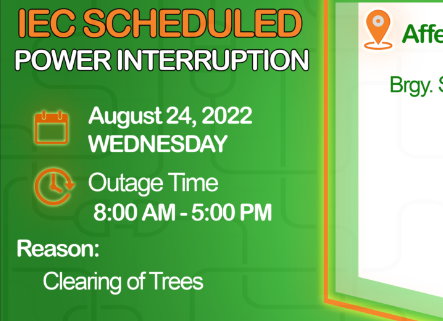 IEC SCHEDULED
POWER INTERRUPTION
August 24, 2022
WEDNESDAY
Outage Time
8:00 AM - 5:00 PM
Reason:
Clearing of Trees
Brgy.